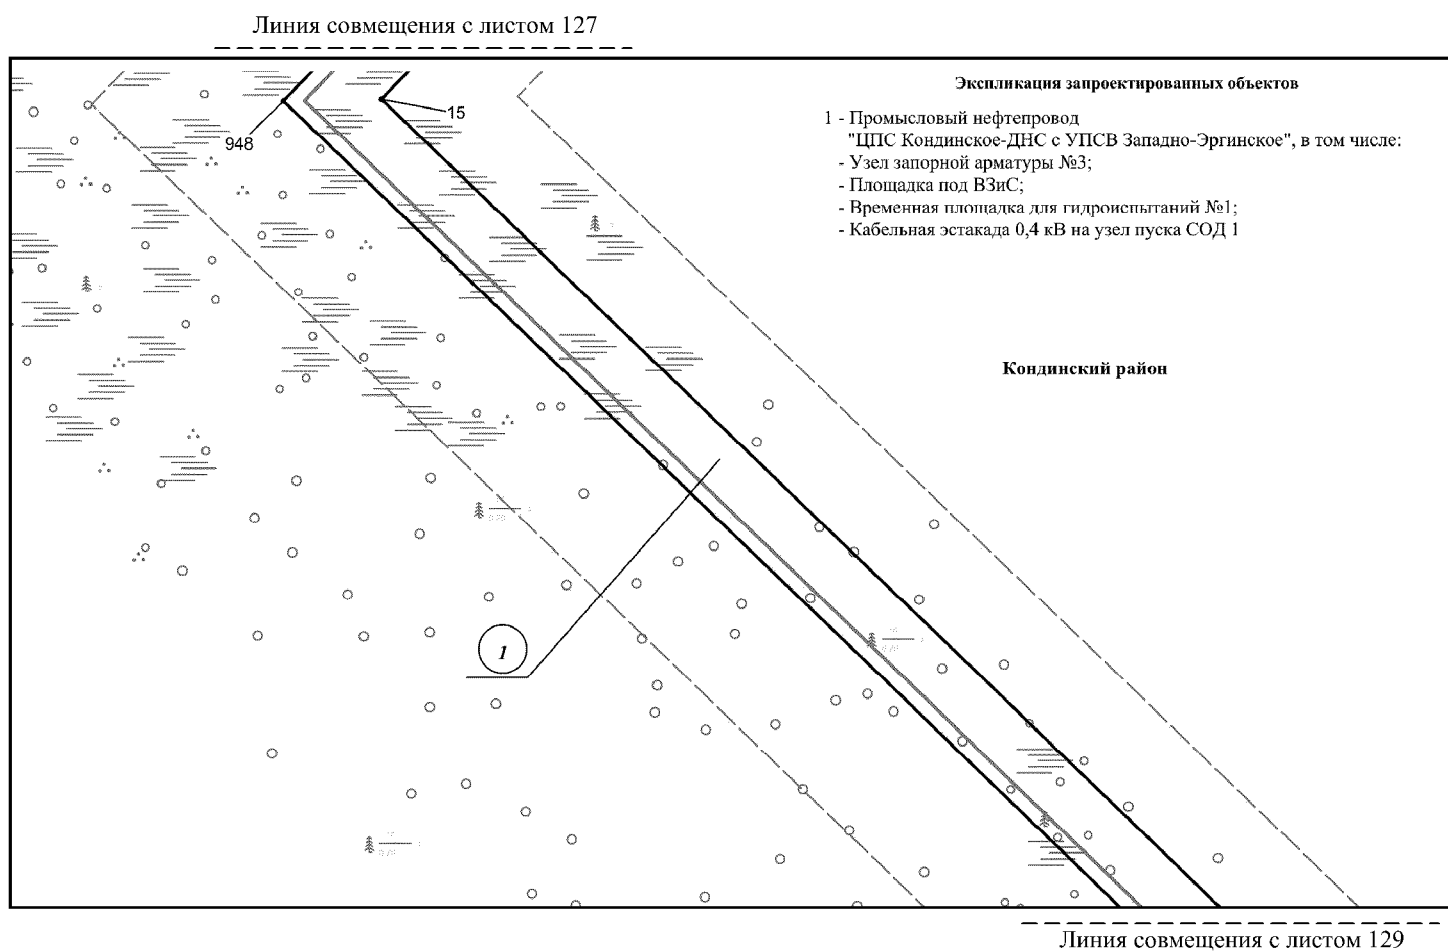 Линия совмещения с листом 127
Экспликация запроектированных объектов
15
948
1 - Промысловый нефтепровод
"ЦПС Кондинское-ДНС с УПСВ Западно-Эргинское", в том числе:
- Узел запорной арматуры №3;
- Площадка под ВЗиС;
- Временная площадка для гидроиспытаний №1;
- Кабельная эстакада 0,4 кВ на узел пуска СОД 1
Кондинский район
1
Линия совмещения с листом 129